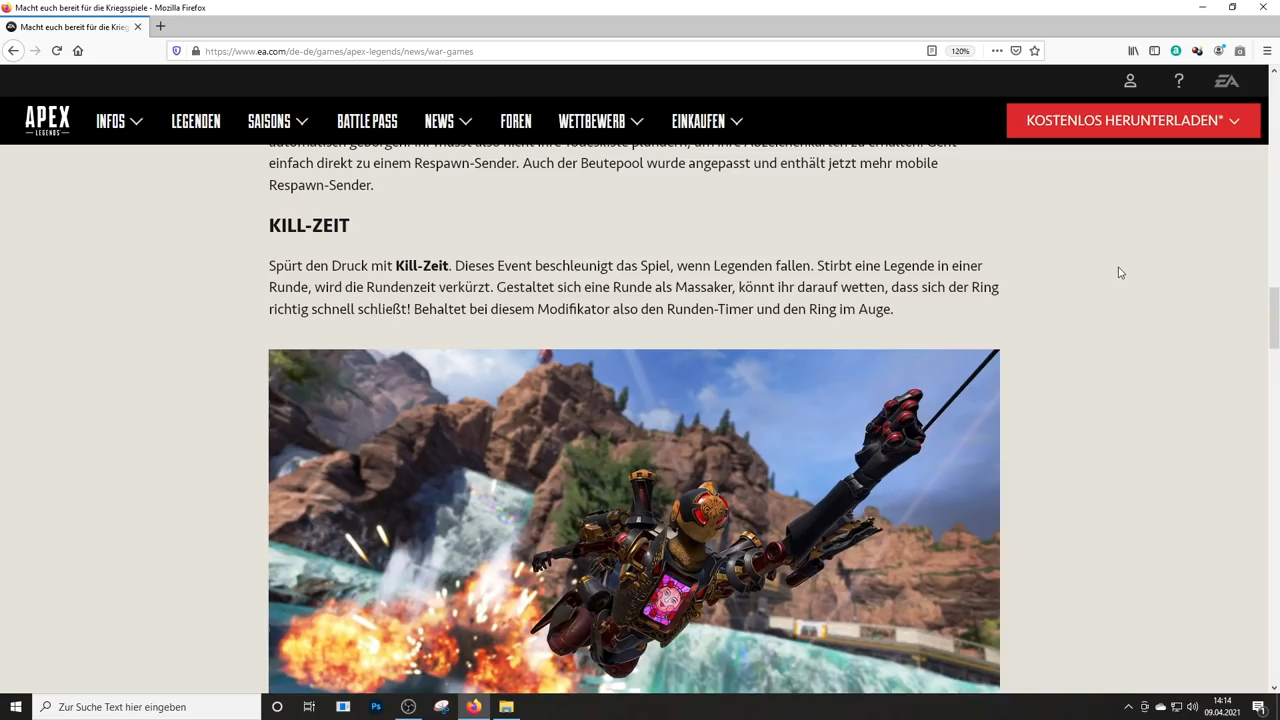 Macht euch bereit für die Kriegsspiele - Mozilla Firefox
Macht euch bereit für die Krieg
https://www.ea.com/de-de/games/apex-legends/news/war-games
120%
EA
APEX
LEGENDS
INFOS
LEGENDEN
SAISONS
BATTLE PASS
NEWS
FOREN
WETTBEWERB
EINKAUFEN
KOSTENLOS HERUNTERLADEN*
einfach direkt zu einem Respawn-Sender. Auch der Beutepool wurde angepasst und enthält jetzt mehr mobile
Respawn-Sender.
KILL-ZEIT
Spürt den Druck mit Kill-Zeit. Dieses Event beschleunigt das Spiel, wenn Legenden fallen. Stirbt eine Legende in einer
Runde, wird die Rundenzeit verkürzt. Gestaltet sich eine Runde als Massaker, könnt ihr darauf wetten, dass sich der Ring
richtig schnell schließt! Behaltet bei diesem Modifikator also den Runden-Timer und den Ring im Auge.
Zur Suche Text hier eingeben
Ps
14:14
09.04.2021